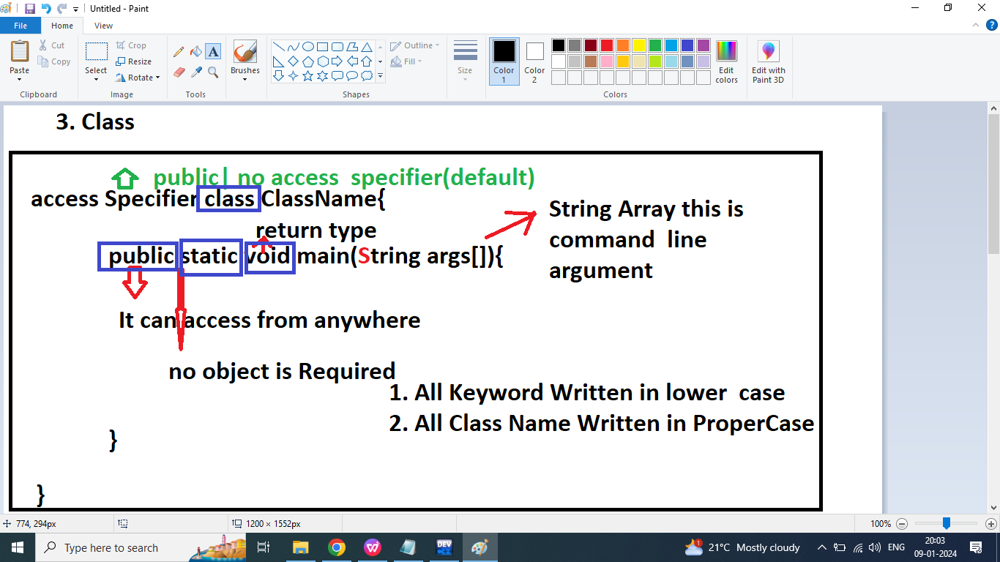 Untitled - Paint
File Home View
Paste Cut Copy Clipboard
Select Crop Resize Rotate Image
A Tools
Brushes
Outline Fill Shapes
Size
Color 1 Color 2 Edit colors Colors
Edit with Paint 3D
3. Class
public| no access specifier(default)
access Specifier class ClassName{
return type
public static void main(String args[]){
String Array this is
command line
argument
It can access from anywhere
no object is Required
1. All Keyword Written in lower case
2. All Class Name Written in ProperCase
}
}
774, 294px 1200 × 1552px 100%
Type here to search DEV 1 21°C Mostly cloudy ENG 20:03
09-01-2024